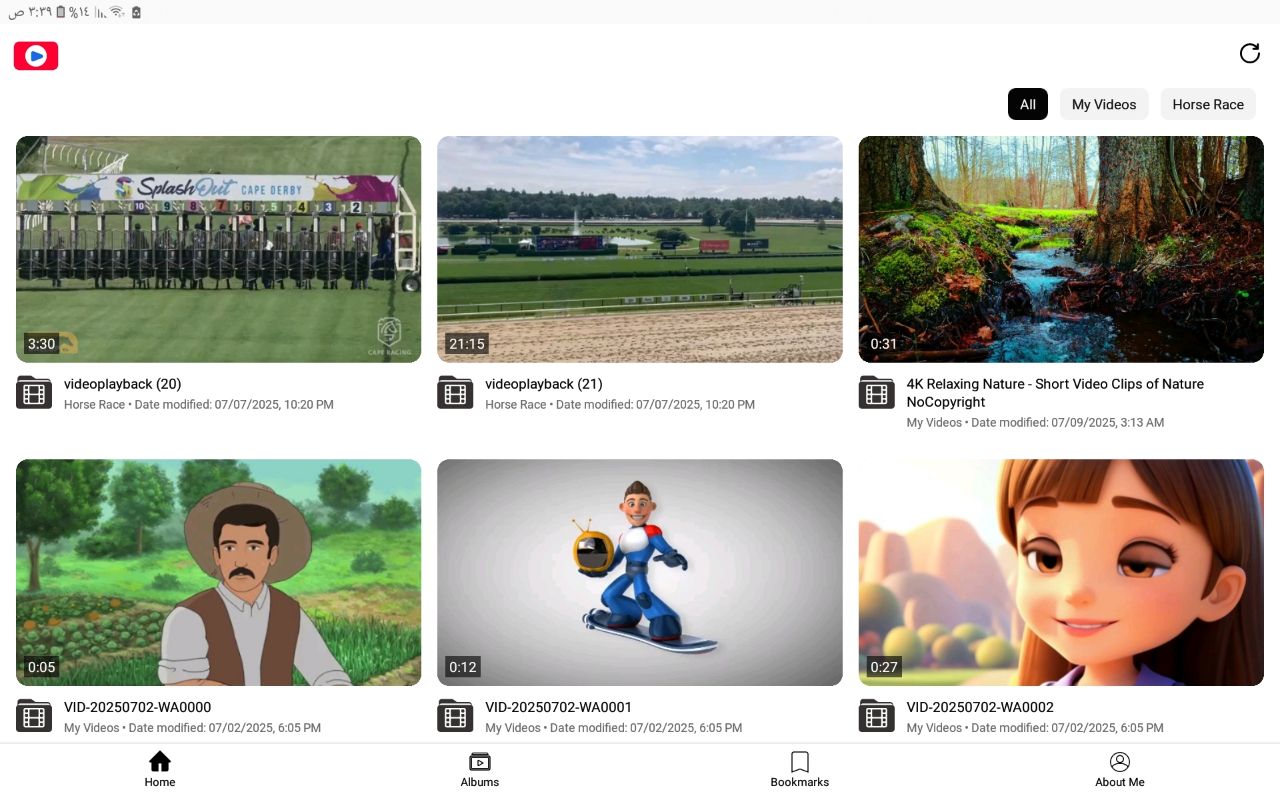 ص ٣:٣٩ %١٤
All
My Videos
Horse Race
Splash Out CAPE DERBY
10 9 8 7 6 5 4 3 2
CAPE RACING
3:30
21:15
0:31
videoplayback (20)
Horse Race • Date modified: 07/07/2025, 10:20 PM
videoplayback (21)
Horse Race • Date modified: 07/07/2025, 10:20 PM
4K Relaxing Nature - Short Video Clips of Nature
NoCopyright
My Videos • Date modified: 07/09/2025, 3:13 AM
0:05
0:12
0:27
VID-20250702-WA0000
My Videos • Date modified: 07/02/2025, 6:05 PM
VID-20250702-WA0001
My Videos • Date modified: 07/02/2025, 6:05 PM
VID-20250702-WA0002
My Videos • Date modified: 07/02/2025, 6:05 PM
Home
Albums
Bookmarks
About Me